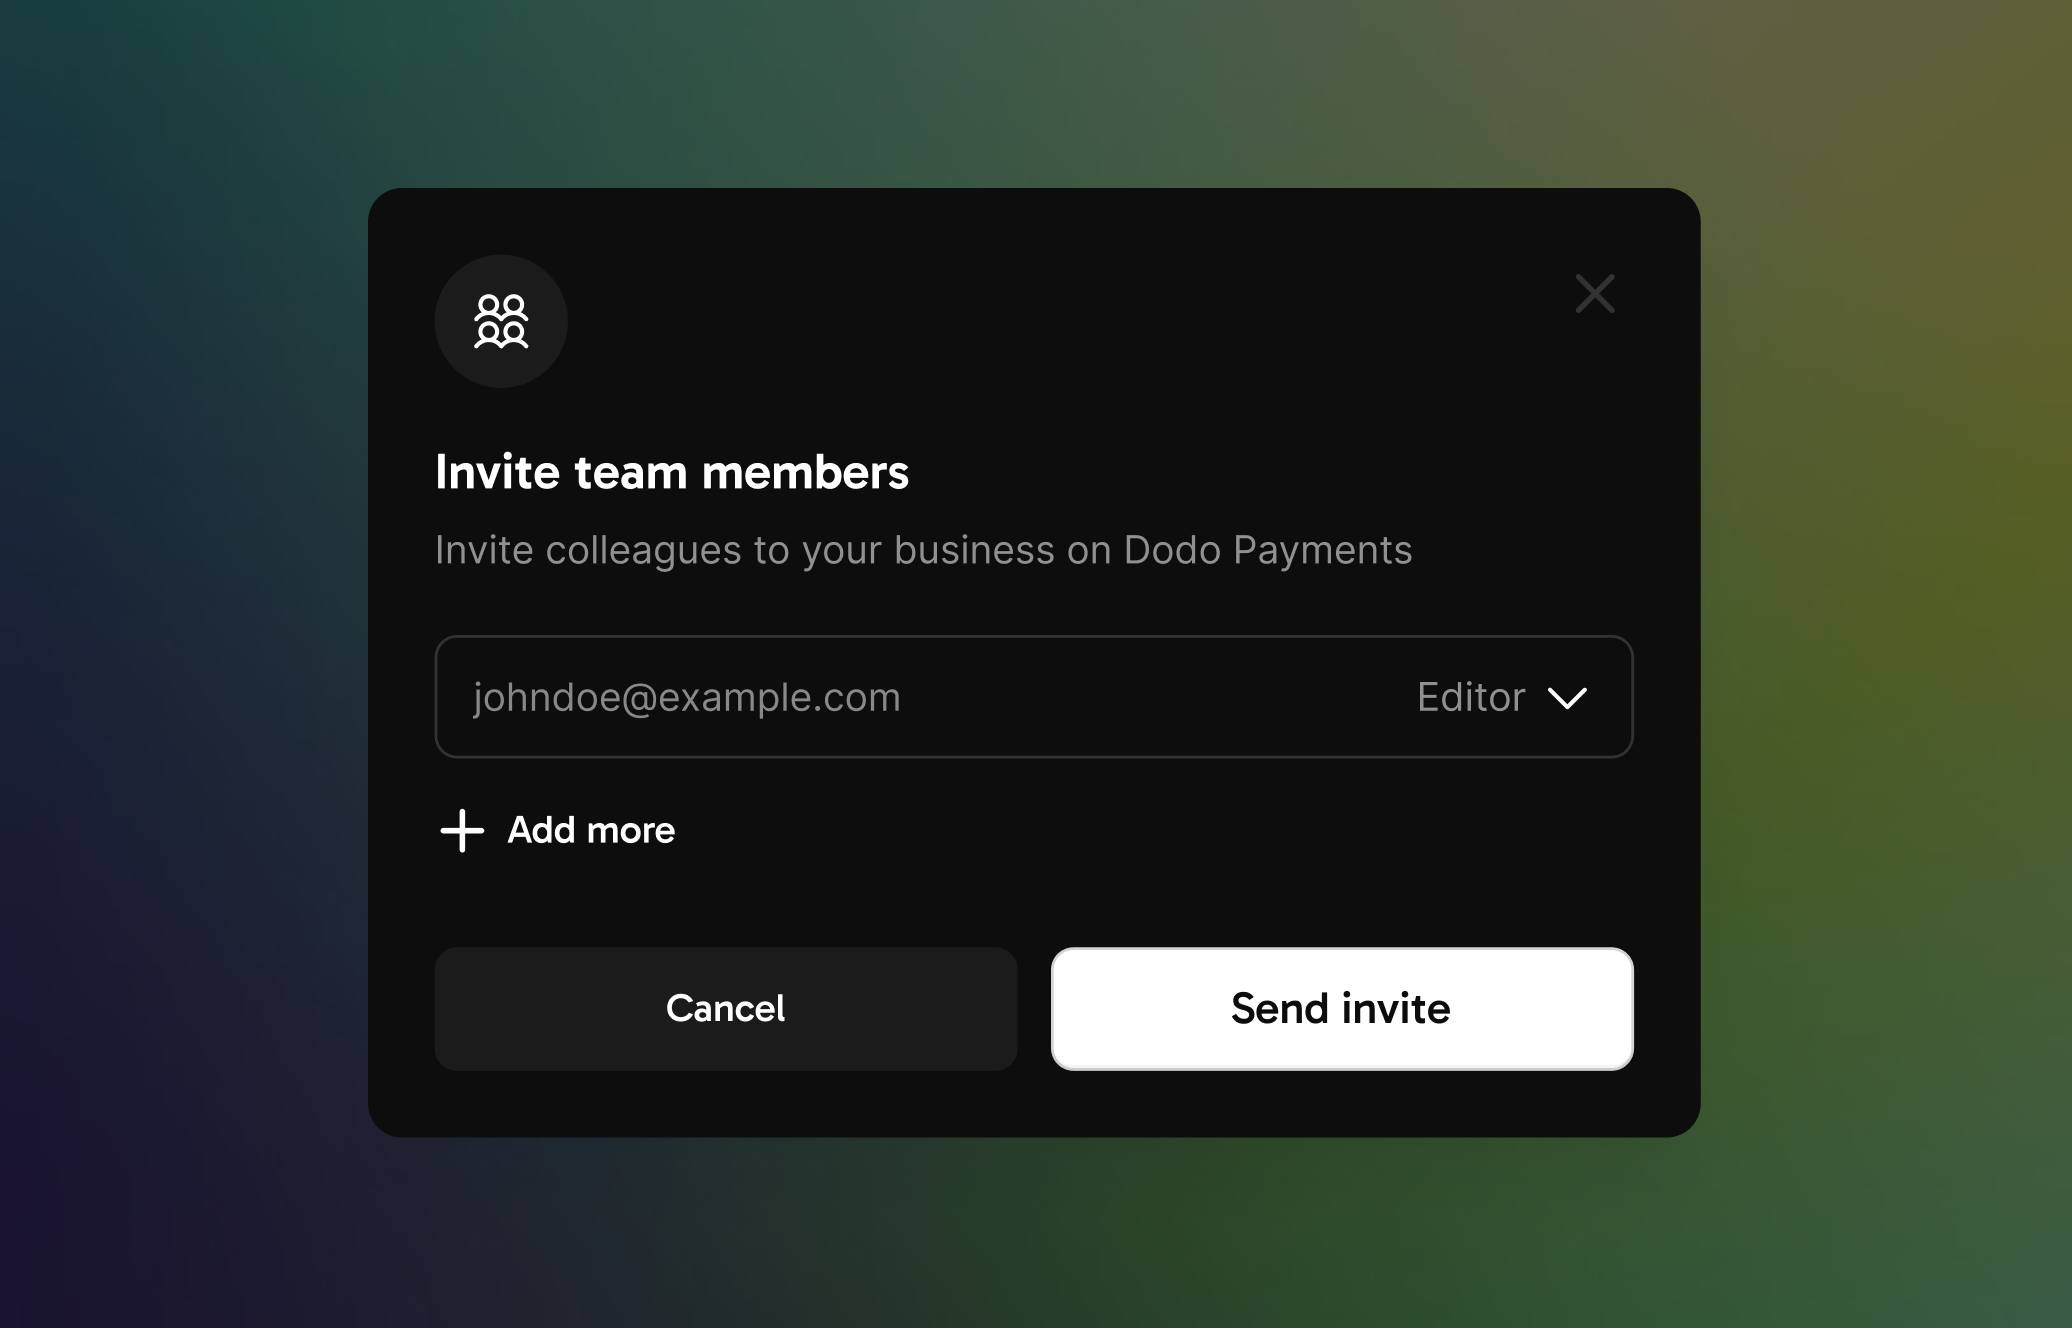 Invite team members
Invite colleagues to your business on Dodo Payments
johndoe@example.com Editor
Add more
Cancel Send invite